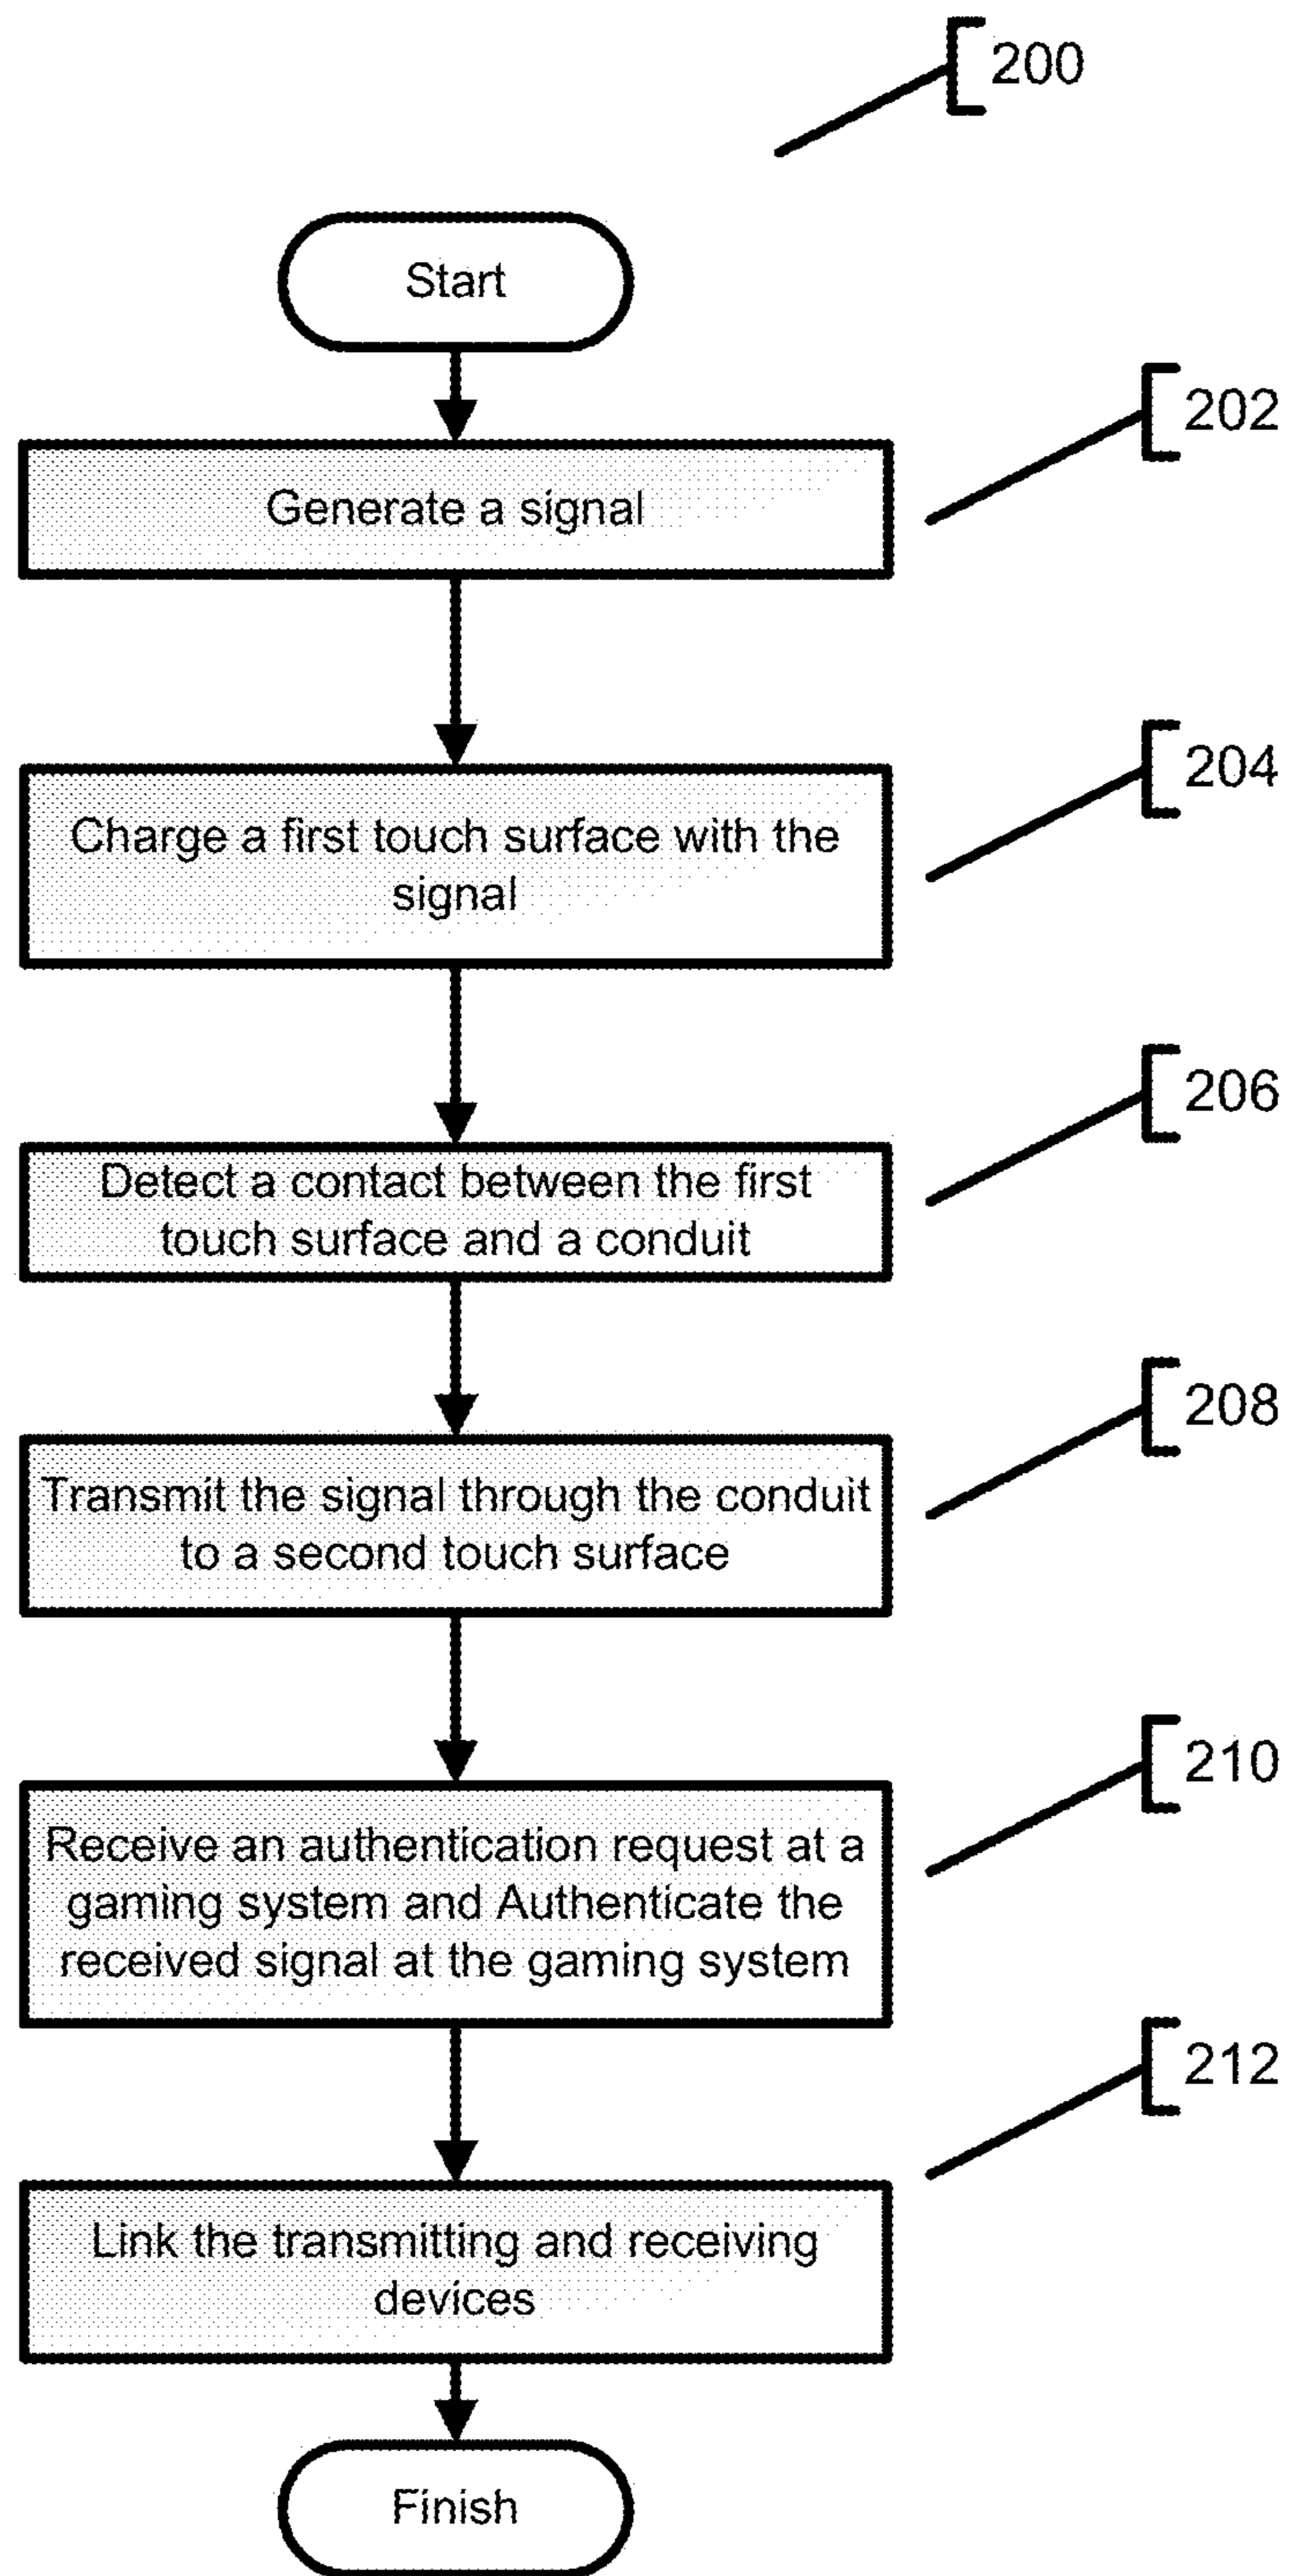 200
Start
202
Generate a signal
204
Charge a first touch surface with the
signal
206
Detect a contact between the first
touch surface and a conduit
208
Transmit the signal through the conduit
to a second touch surface
210
Receive an authentication request at a
gaming system and Authenticate the
received signal at the gaming system
212
Link the transmitting and receiving
devices
Finish